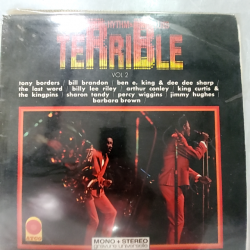 TERRIBLE
VOL 2
tony borders / bill brandon / ben e. king & dee dee sharp /
the last word / billy lee riley / arthur conley / king curtis &
the kingpins / sharon tandy / percy wiggins / jimmy hughes
barbara brown
MONO + STEREO